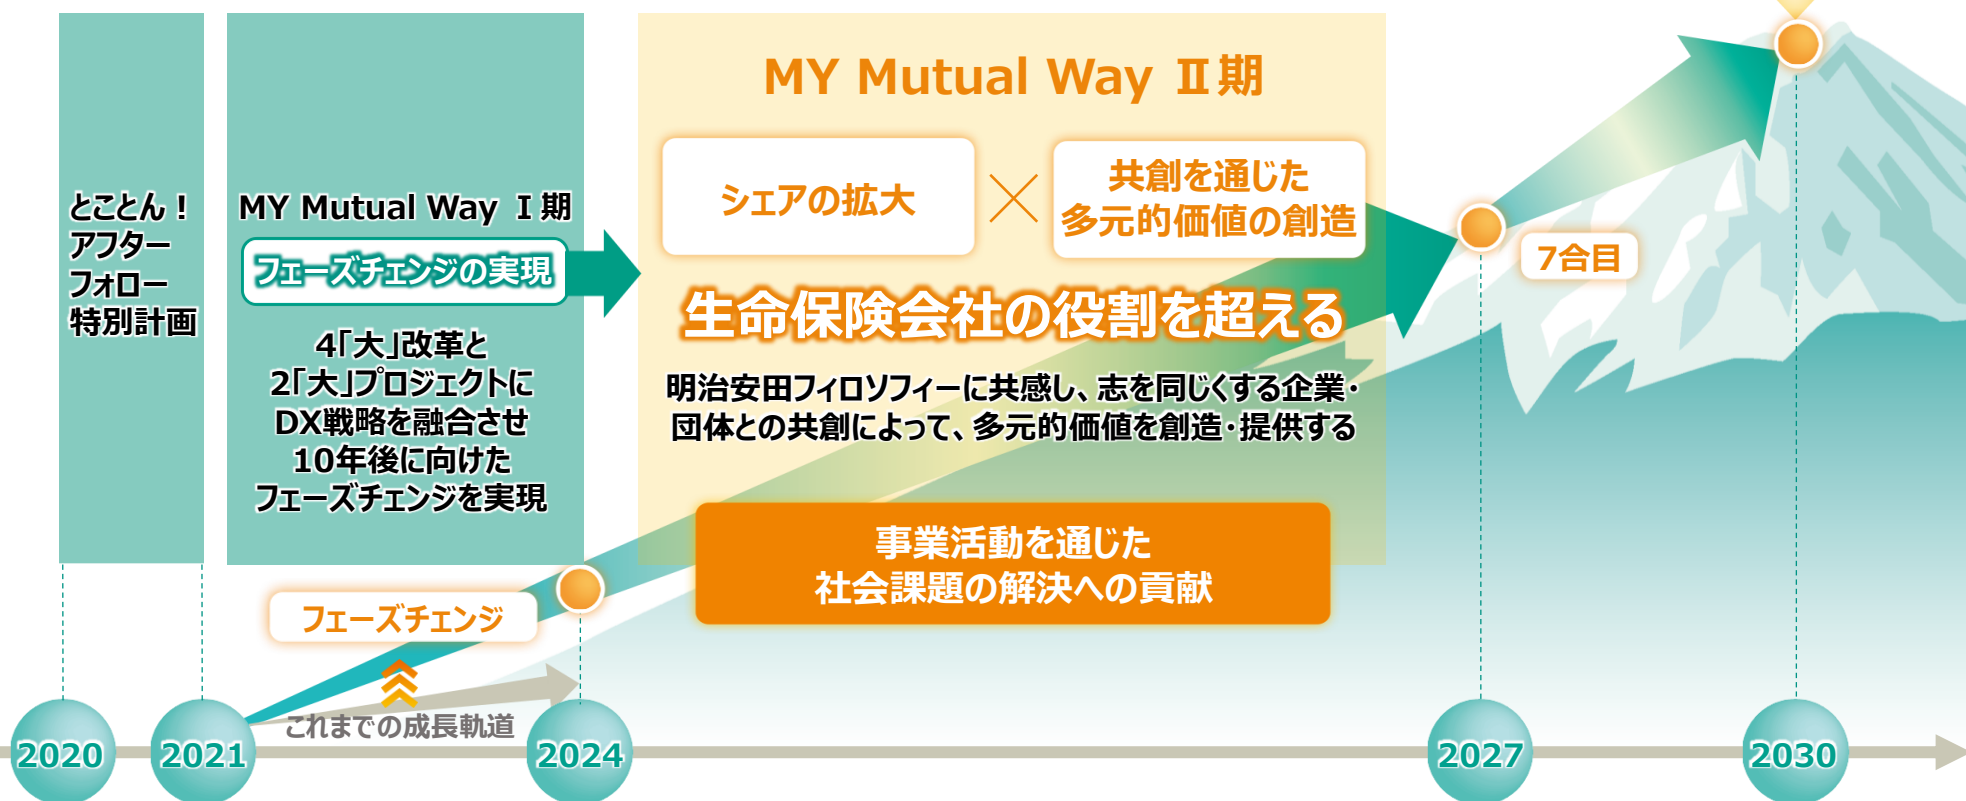 とことん！
アフター
フォロー
特別計画
MY Mutual Way Ⅰ期
フェーズチェンジの実現
4「大」改革と
2「大」プロジェクトに
DX戦略を融合させ
10年後に向けた
フェーズチェンジを実現
MY Mutual Way Ⅱ期
シェアの拡大
×
共創を通じた
多元的価値の創造
生命保険会社の役割を超える
明治安田フィロソフィーに共感し、志を同じくする企業・
団体との共創によって、多元的価値を創造・提供する
事業活動を通じた
社会課題の解決への貢献
7合目
フェーズチェンジ
これまでの成長軌道
2020
2021
2024
2027
2030